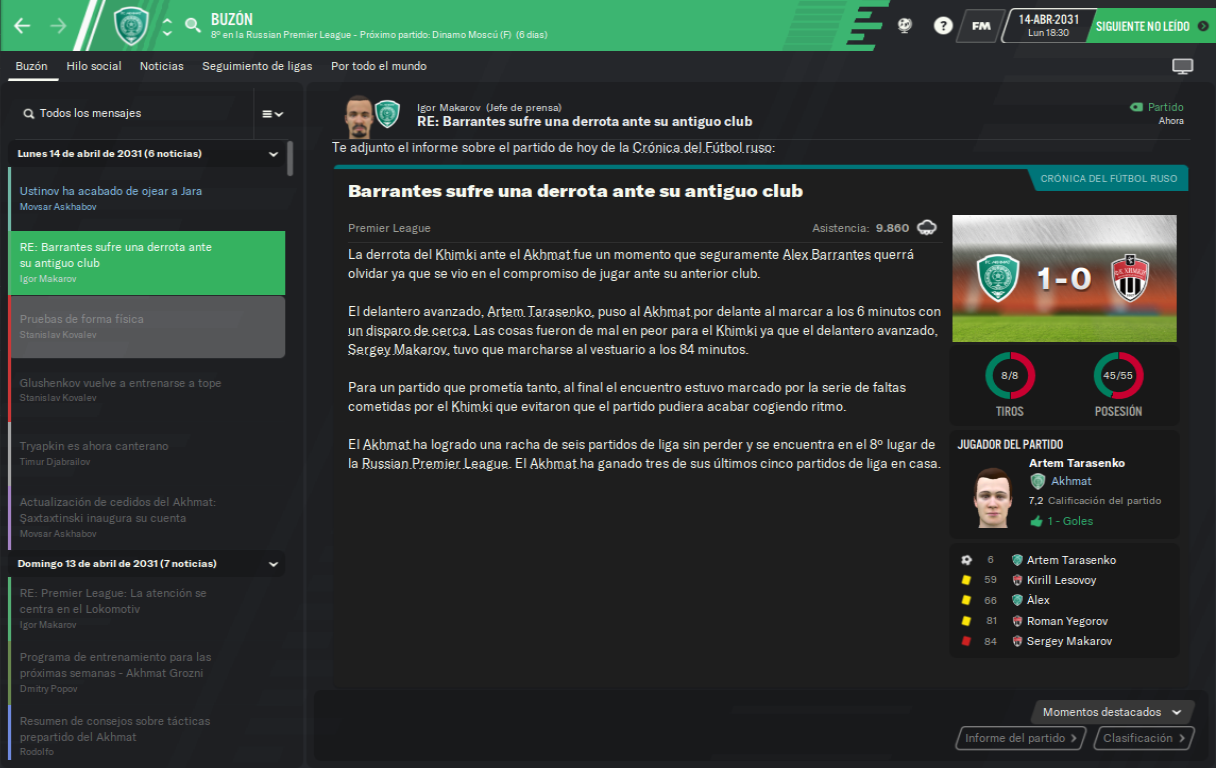 BUZÓN
8º en la Russian Premier League - Próximo partido: Dinamo Moscú (F) (6 días)
?
FM
14-ABR-2031
Lun 18:30
SIGUIENTE NO LEÍDO
Buzón
Hilo social
Noticias
Seguimiento de ligas
Por todo el mundo
Todos los mensajes
Lunes 14 de abril de 2031 (6 noticias)
Ustinov ha acabado de ojear a Jara
Movsar Askhabov
RE: Barrantes sufre una derrota ante
su antiguo club
Igor Makarov
Pruebas de forma física
Stanislav Kovalev
Glushenkov vuelve a entrenarse a tope
Stanislav Kovalev
Tryapkin es ahora canterano
Timur Djabrailov
Actualización de cedidos del Akhmat:
Şaxtaxtinski inaugura su cuenta
Movsar Askhabov
Domingo 13 de abril de 2031 (7 noticias)
RE: Premier League: La atención se
centra en el Lokomotiv
Igor Makarov
Programa de entrenamiento para las
próximas semanas - Akhmat Grozni
Dmitry Popov
Resumen de consejos sobre tácticas
prepartido del Akhmat
Rodolfo
Igor Makarov (Jefe de prensa)
RE: Barrantes sufre una derrota ante su antiguo club
Partido
Ahora
Te adjunto el informe sobre el partido de hoy de la Crónica del Fútbol ruso:
CRÓNICA DEL FÚTBOL RUSO
Barrantes sufre una derrota ante su antiguo club
Premier League
Asistencia: 9.860
La derrota del Khimki ante el Akhmat fue un momento que seguramente Alex Barrantes querrá
olvidar ya que se vio en el compromiso de jugar ante su anterior club.
El delantero avanzado, Artem Tarasenko, puso al Akhmat por delante al marcar a los 6 minutos con
un disparo de cerca. Las cosas fueron de mal en peor para el Khimki ya que el delantero avanzado,
Sergey Makarov, tuvo que marcharse al vestuario a los 84 minutos.
Para un partido que prometía tanto, al final el encuentro estuvo marcado por la serie de faltas
cometidas por el Khimki que evitaron que el partido pudiera acabar cogiendo ritmo.
El Akhmat ha logrado una racha de seis partidos de liga sin perder y se encuentra en el 8º lugar de
la Russian Premier League. El Akhmat ha ganado tres de sus últimos cinco partidos de liga en casa.
1-0
8/8
TIROS
45/55
POSESIÓN
JUGADOR DEL PARTIDO
Artem Tarasenko
Akhmat
7,2 Calificación del partido
1 - Goles
6 Artem Tarasenko
59 Kirill Lesovoy
66 Àlex
81 Roman Yegorov
84 Sergey Makarov
Momentos destacados
Informe del partido
Clasificación